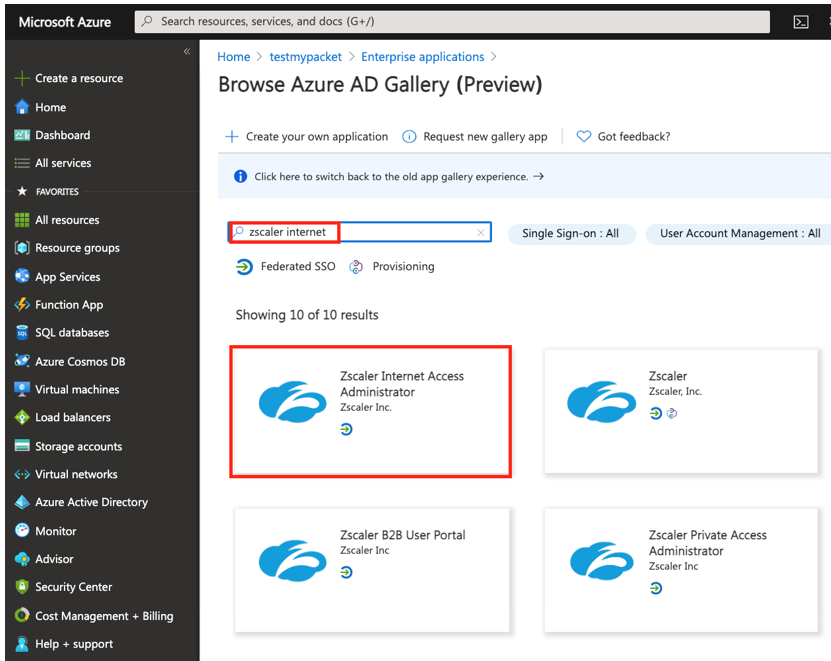 Microsoft Azure
Search resources, services, and docs (G+/)
«
Create a resource
Home
Dashboard
All services
FAVORITES
All resources
Resource groups
App Services
Function App
SQL databases
Azure Cosmos DB
Virtual machines
Load balancers
Storage accounts
Virtual networks
Azure Active Directory
Monitor
Advisor
Security Center
Cost Management + Billing
Help + support
Home > testmypacket > Enterprise applications >
Browse Azure AD Gallery (Preview)
Create your own application
Request new gallery app
Got feedback?
Click here to switch back to the old app gallery experience. →
zscaler internet
Single Sign-on : All
User Account Management : All
Federated SSO
Provisioning
Showing 10 of 10 results
Zscaler Internet Access
Administrator
Zscaler Inc.
Zscaler
Zscaler, Inc.
Zscaler B2B User Portal
Zscaler Inc
Zscaler Private Access
Administrator
Zscaler Inc